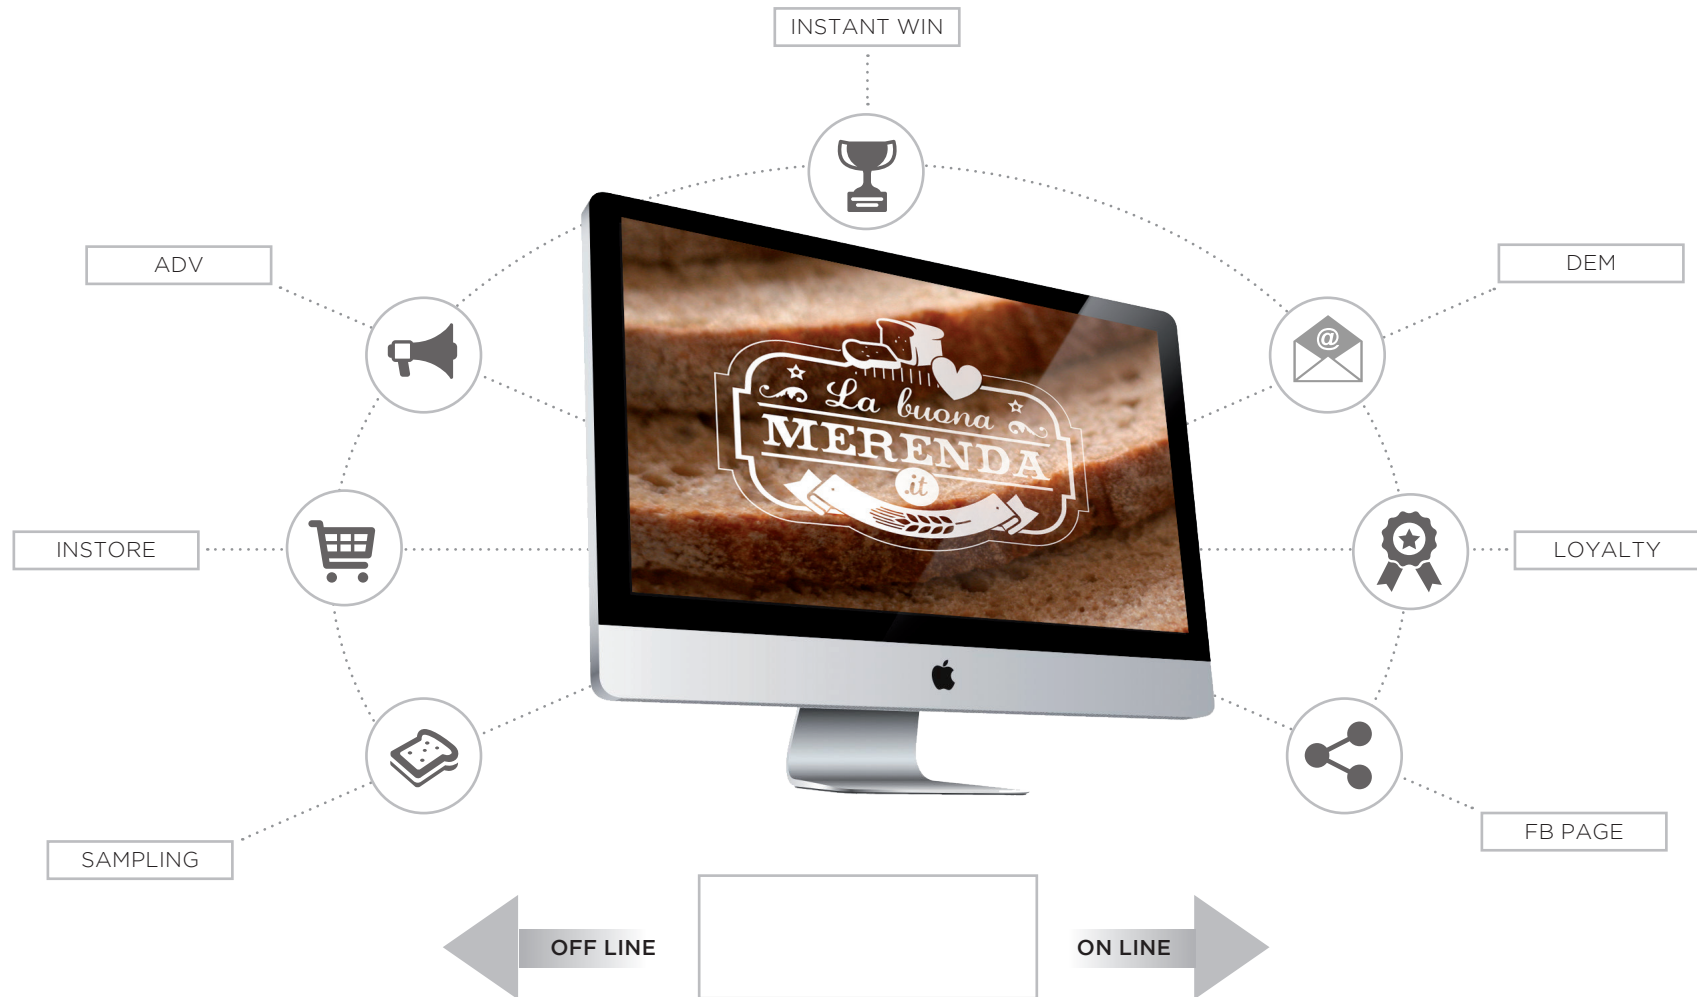 INSTANT WIN
ADV
DEM
@
La buona
MERENDA
.it
INSTORE
LOYALTY
FB PAGE
SAMPLING
OFF LINE
ON LINE